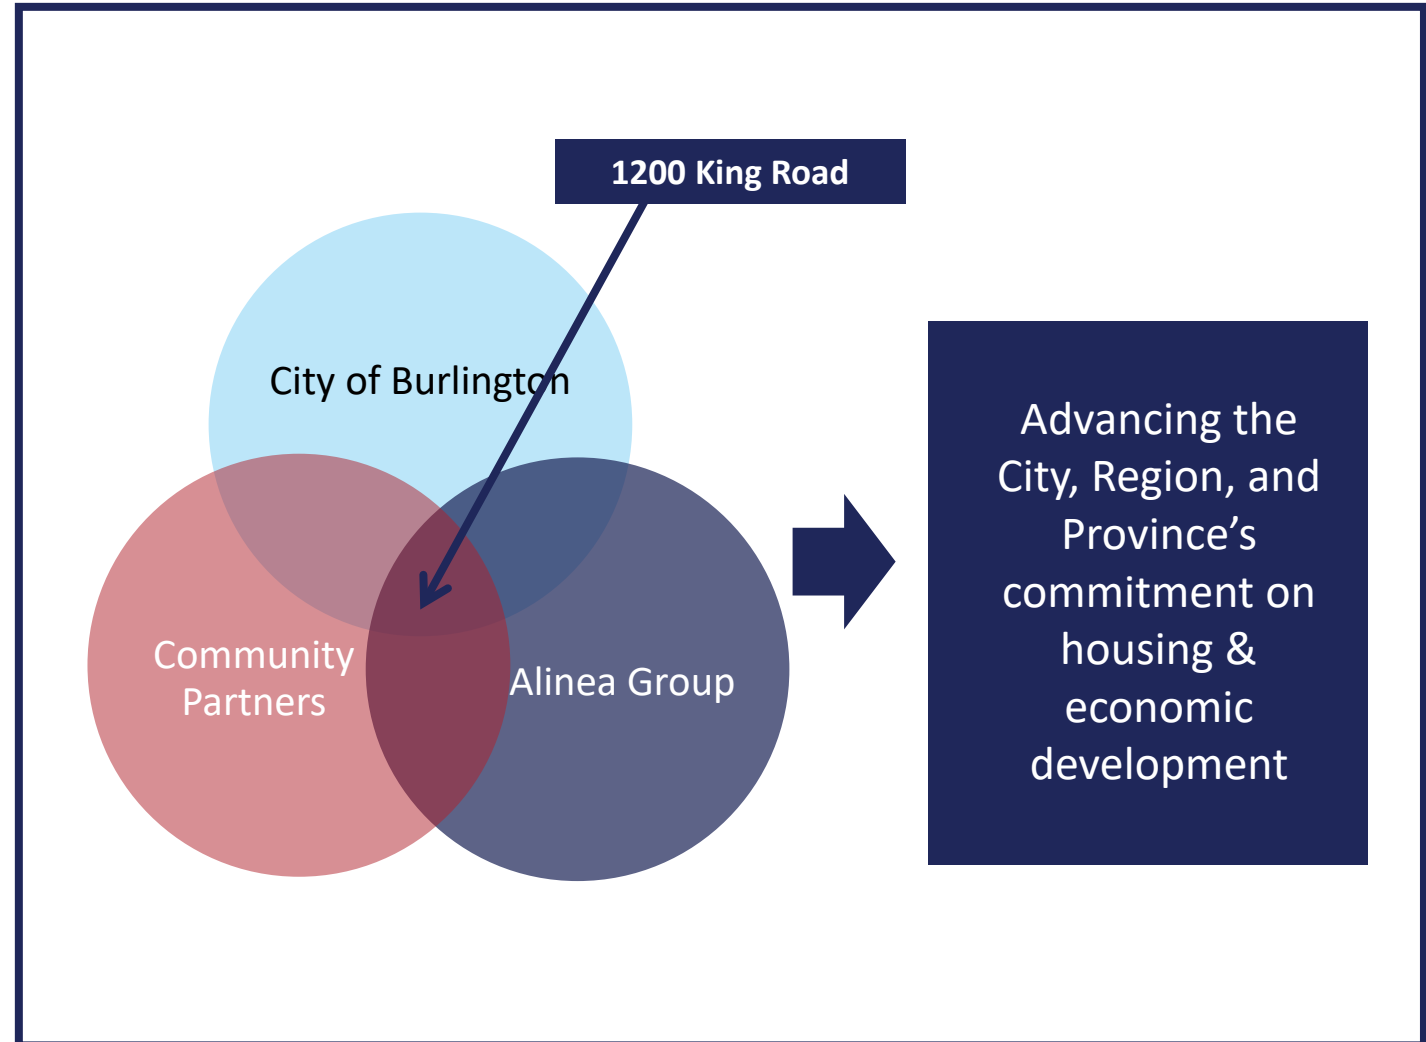 1200 King Road
City of Burlington
Community
Partners
Alinea Group
Advancing the
City, Region, and
Province’s
commitment on
housing &
economic
development